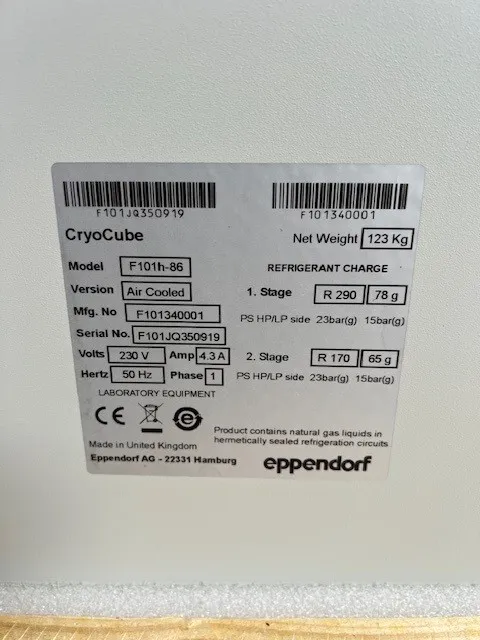 F101JQ350919
F101340001
CryoCube
Net Weight 123 Kg
Model F101h-86
Version Air Cooled
Mfg. No F101340001
Serial No. F101JQ350919
Volts 230 V Amp 4.3 A
Hertz 50 Hz Phase 1
REFRIGERANT CHARGE
1. Stage R 290 78 g
PS HP/LP side 23bar(g) 15bar(g)
2. Stage R 170 65 g
PS HP/LP side 23bar(g) 15bar(g)
LABORATORY EQUIPMENT
CE
Product contains natural gas liquids in
hermetically sealed refrigeration circuits
Made in United Kingdom
Eppendorf AG - 22331 Hamburg
eppendorf